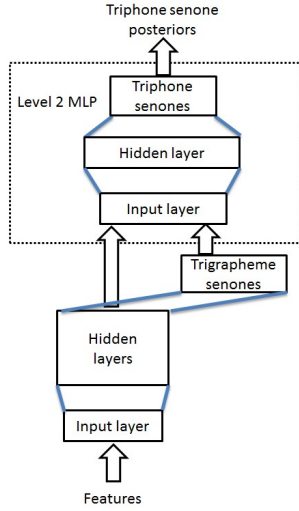 Triphone senone
posteriors
Level 2 MLP
Triphone
senones
Hidden layer
Input layer
Trigrapheme
senones
Hidden
layers
Input layer
Features